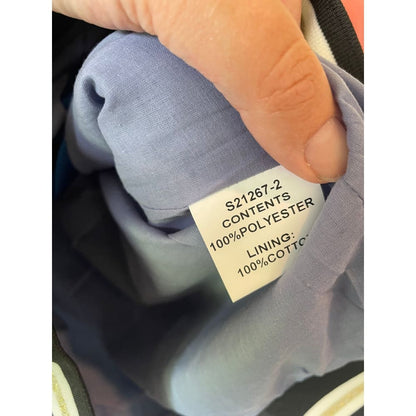 S21267-2
CONTENTS
100%POLYESTER
LINING:
100%COTTO